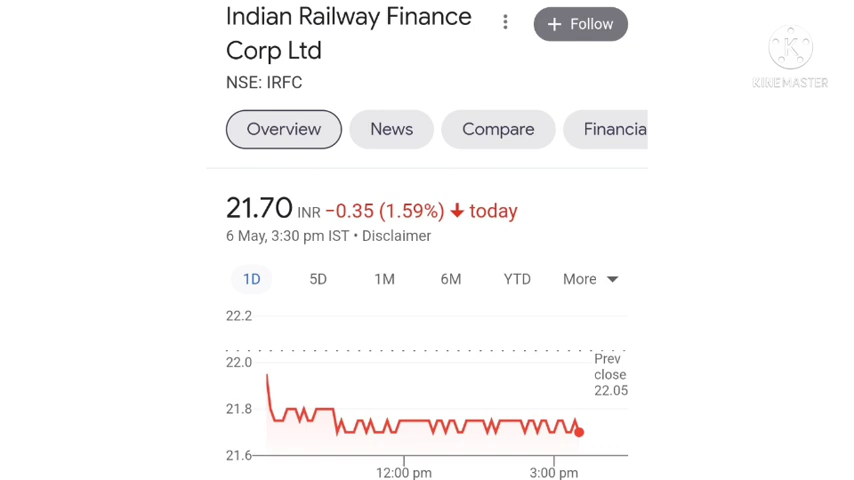 Indian Railway Finance
Corp Ltd
+ Follow
NSE: IRFC
KINEMASTER
Overview
News
Compare
Financia
21.70 INR −0.35 (1.59%) ↓ today
6 May, 3:30 pm IST • Disclaimer
1D 5D 1M 6M YTD More
22.2
22.0
Prev
close
22.05
21.8
21.6
12:00 pm 3:00 pm